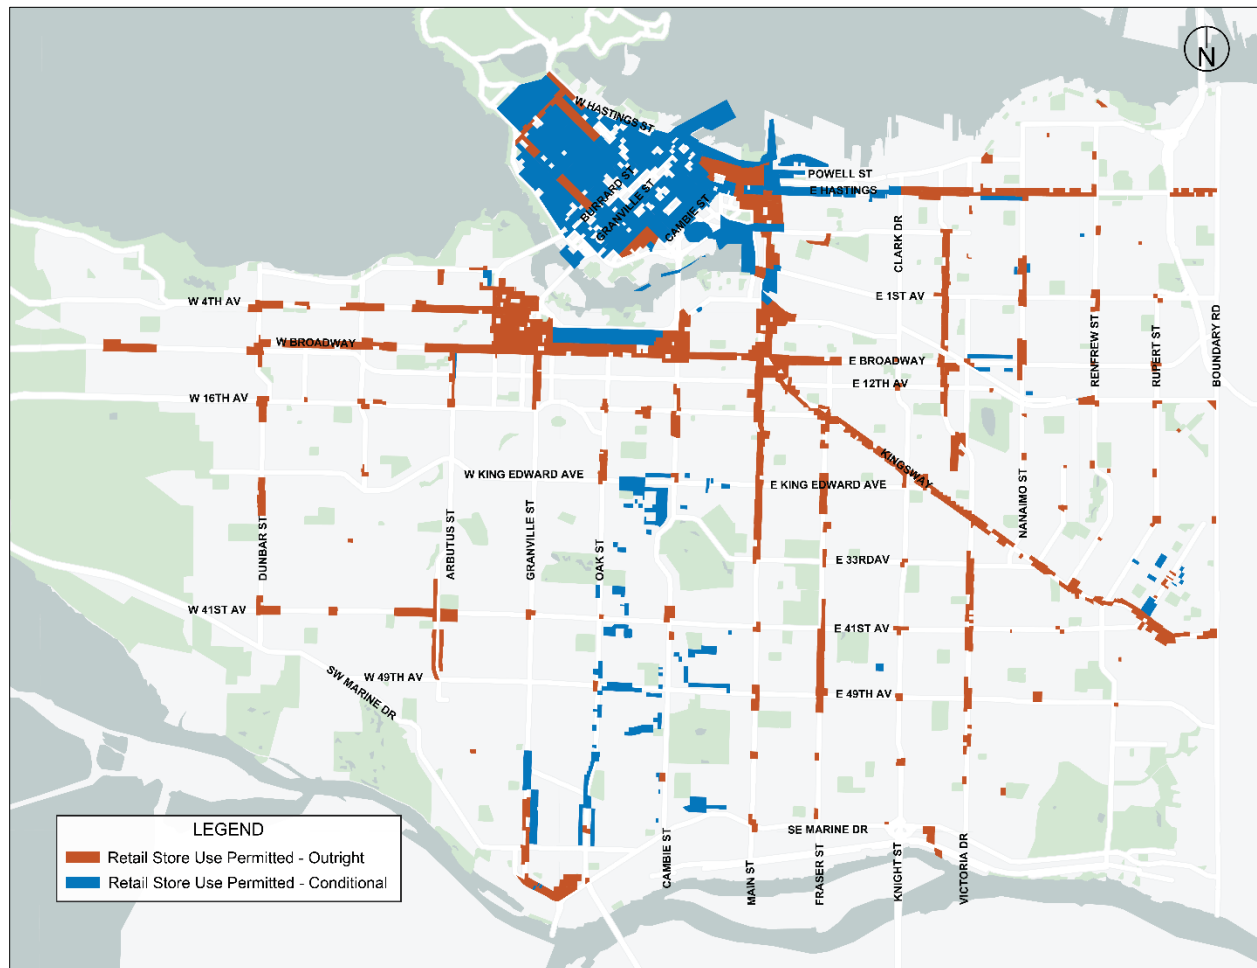 N
W HASTINGS ST
POWELL ST
E HASTINGS
BURRARD ST
GRANVILLE ST
CAMBIE ST
CLARK DR
W 4TH AV
E 1ST AV
W BROADWAY
E BROADWAY
RENFREW ST
RUPERT ST
BOUNDARY RD
E 12TH AV
W 16TH AV
KINGSWAY
W KING EDWARD AVE
E KING EDWARD AVE
NANAIMO ST
DUNBAR ST
ARBUTUS ST
GRANVILLE ST
OAK ST
E 33RDAV
W 41ST AV
E 41ST AV
W 49TH AV
E 49TH AV
SW MARINE DR
SE MARINE DR
CAMBIE ST
MAIN ST
FRASER ST
KNIGHT ST
VICTORIA DR
LEGEND
Retail Store Use Permitted - Outright
Retail Store Use Permitted - Conditional